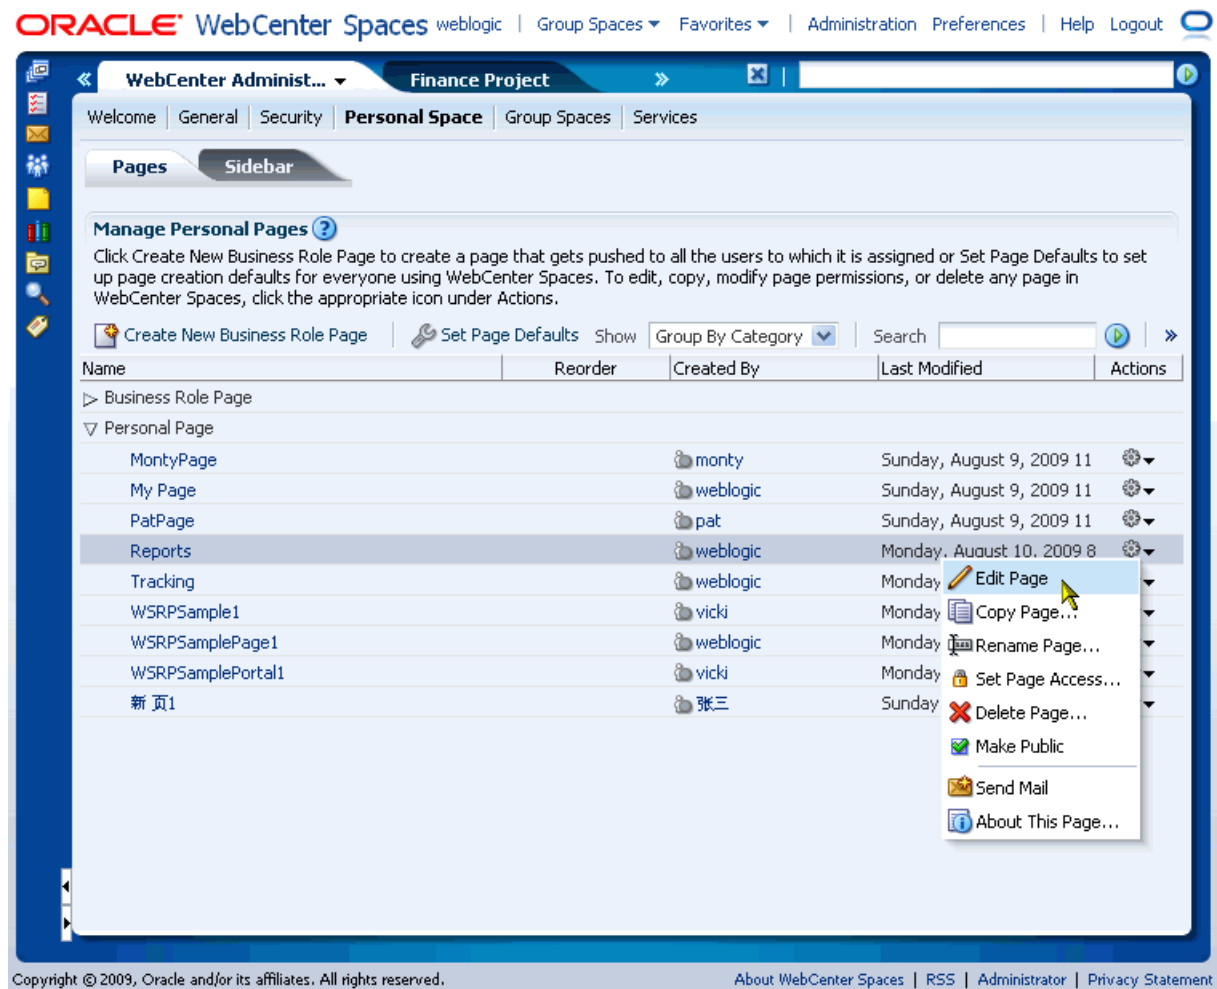 ORACLE WebCenter Spaces weblogic | Group Spaces Favorites | Administration Preferences | Help Logout
WebCenter Administ... Finance Project
Welcome General Security Personal Space Group Spaces Services
Pages Sidebar
Manage Personal Pages ?
Click Create New Business Role Page to create a page that gets pushed to all the users to which it is assigned or Set Page Defaults to set
up page creation defaults for everyone using WebCenter Spaces. To edit, copy, modify page permissions, or delete any page in
WebCenter Spaces, click the appropriate icon under Actions.
Create New Business Role Page Set Page Defaults Show Group By Category Search
Name Reorder Created By Last Modified Actions
Business Role Page
Personal Page
MontyPage monty Sunday, August 9, 2009 11
My Page weblogic Sunday, August 9, 2009 11
PatPage pat Sunday, August 9, 2009 11
Reports weblogic Monday, August 10, 2009 8
Tracking weblogic Monday
WSRPSample1 vicki Monday
WSRPSamplePage1 weblogic Monday
WSRPSamplePortal1 vicki Monday
新 页1 张三 Sunday
Edit Page
Copy Page...
Rename Page...
Set Page Access...
Delete Page...
Make Public
Send Mail
About This Page...
Copyright © 2009, Oracle and/or its affiliates. All rights reserved. About WebCenter Spaces | RSS | Administrator | Privacy Statement